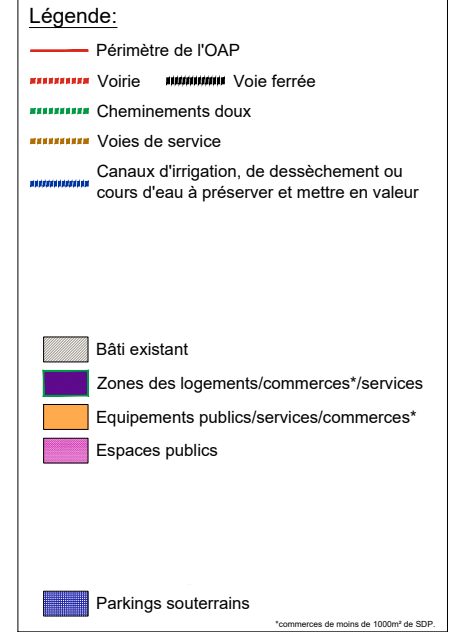 Légende:
Périmètre de l'OAP
Voirie Voie ferrée
Cheminements doux
Voies de service
Canaux d'irrigation, de dessèchement ou
cours d'eau à préserver et mettre en valeur
Bâti existant
Zones des logements/commerces*/services
Equipements publics/services/commerces*
Espaces publics
Parkings souterrains
*commerces de moins de 1000m² de SDP.